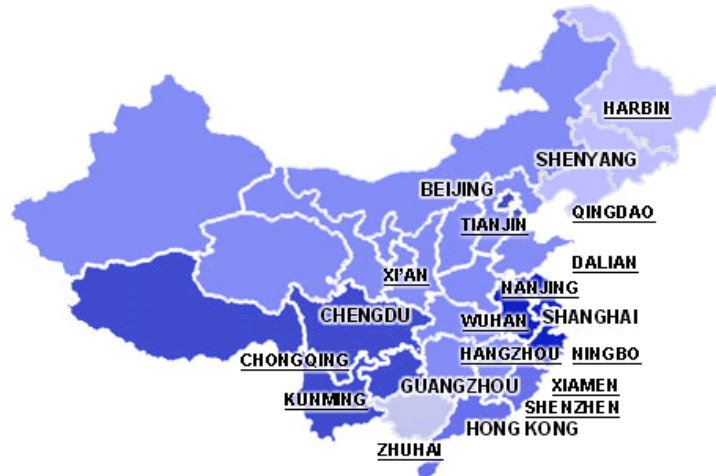 HARBIN
SHENYANG
BEIJING
QINGDAO
TIANJIN
DALIAN
XI'AN
NANJING
CHENGDU
WUHAN
SHANGHAI
CHONGQING
HANGZHOU
NINGBO
GUANGZHOU
XIAMEN
KUNMING
SHENZHEN
HONG KONG
ZHUHAI